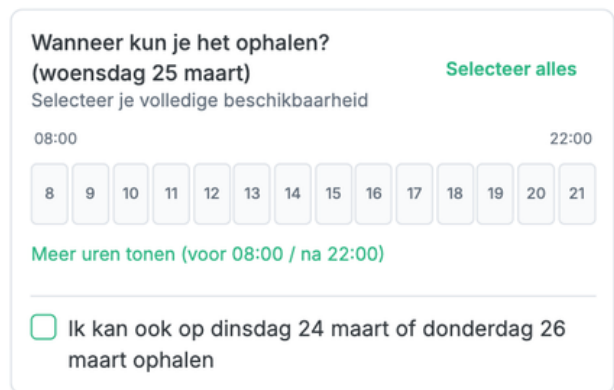 Wanneer kun je het ophalen?
(woensdag 25 maart)
Selecteer alles
Selecteer je volledige beschikbaarheid
08:00 22:00
8 9 10 11 12 13 14 15 16 17 18 19 20 21
Meer uren tonen (voor 08:00 / na 22:00)
Ik kan ook op dinsdag 24 maart of donderdag 26
maart ophalen